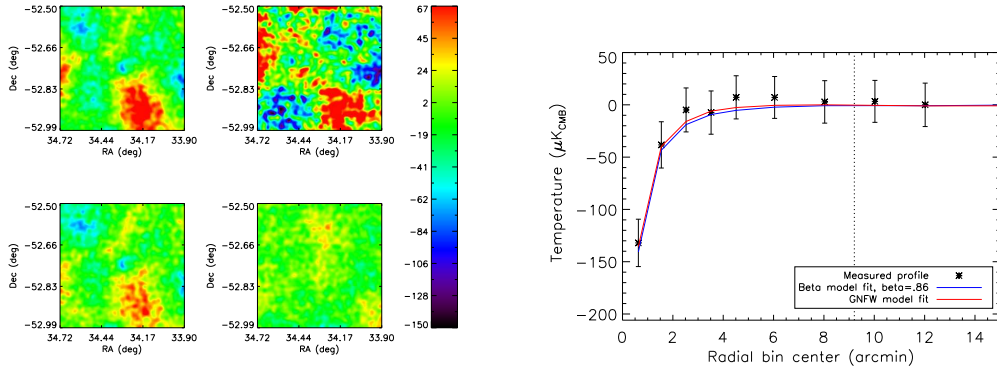 −52.50
−52.66
−52.83
−52.99
Dec (deg)
34.72 34.44 34.17 33.90
RA (deg)
−52.50
−52.66
−52.83
−52.99
Dec (deg)
34.72 34.44 34.17 33.90
RA (deg)
−52.50
−52.66
−52.83
−52.99
Dec (deg)
34.72 34.44 34.17 33.90
RA (deg)
−52.50
−52.66
−52.83
−52.99
Dec (deg)
34.72 34.44 34.17 33.90
RA (deg)
67
45
24
2
−19
−41
−63
−84
−106
−128
−150
50
0
−50
−100
−150
−200
Temperature (μK_CMB)
0 2 4 6 8 10 12 14
Radial bin center (arcmin)
Measured profile
Beta model fit, beta=.86
GNFW model fit